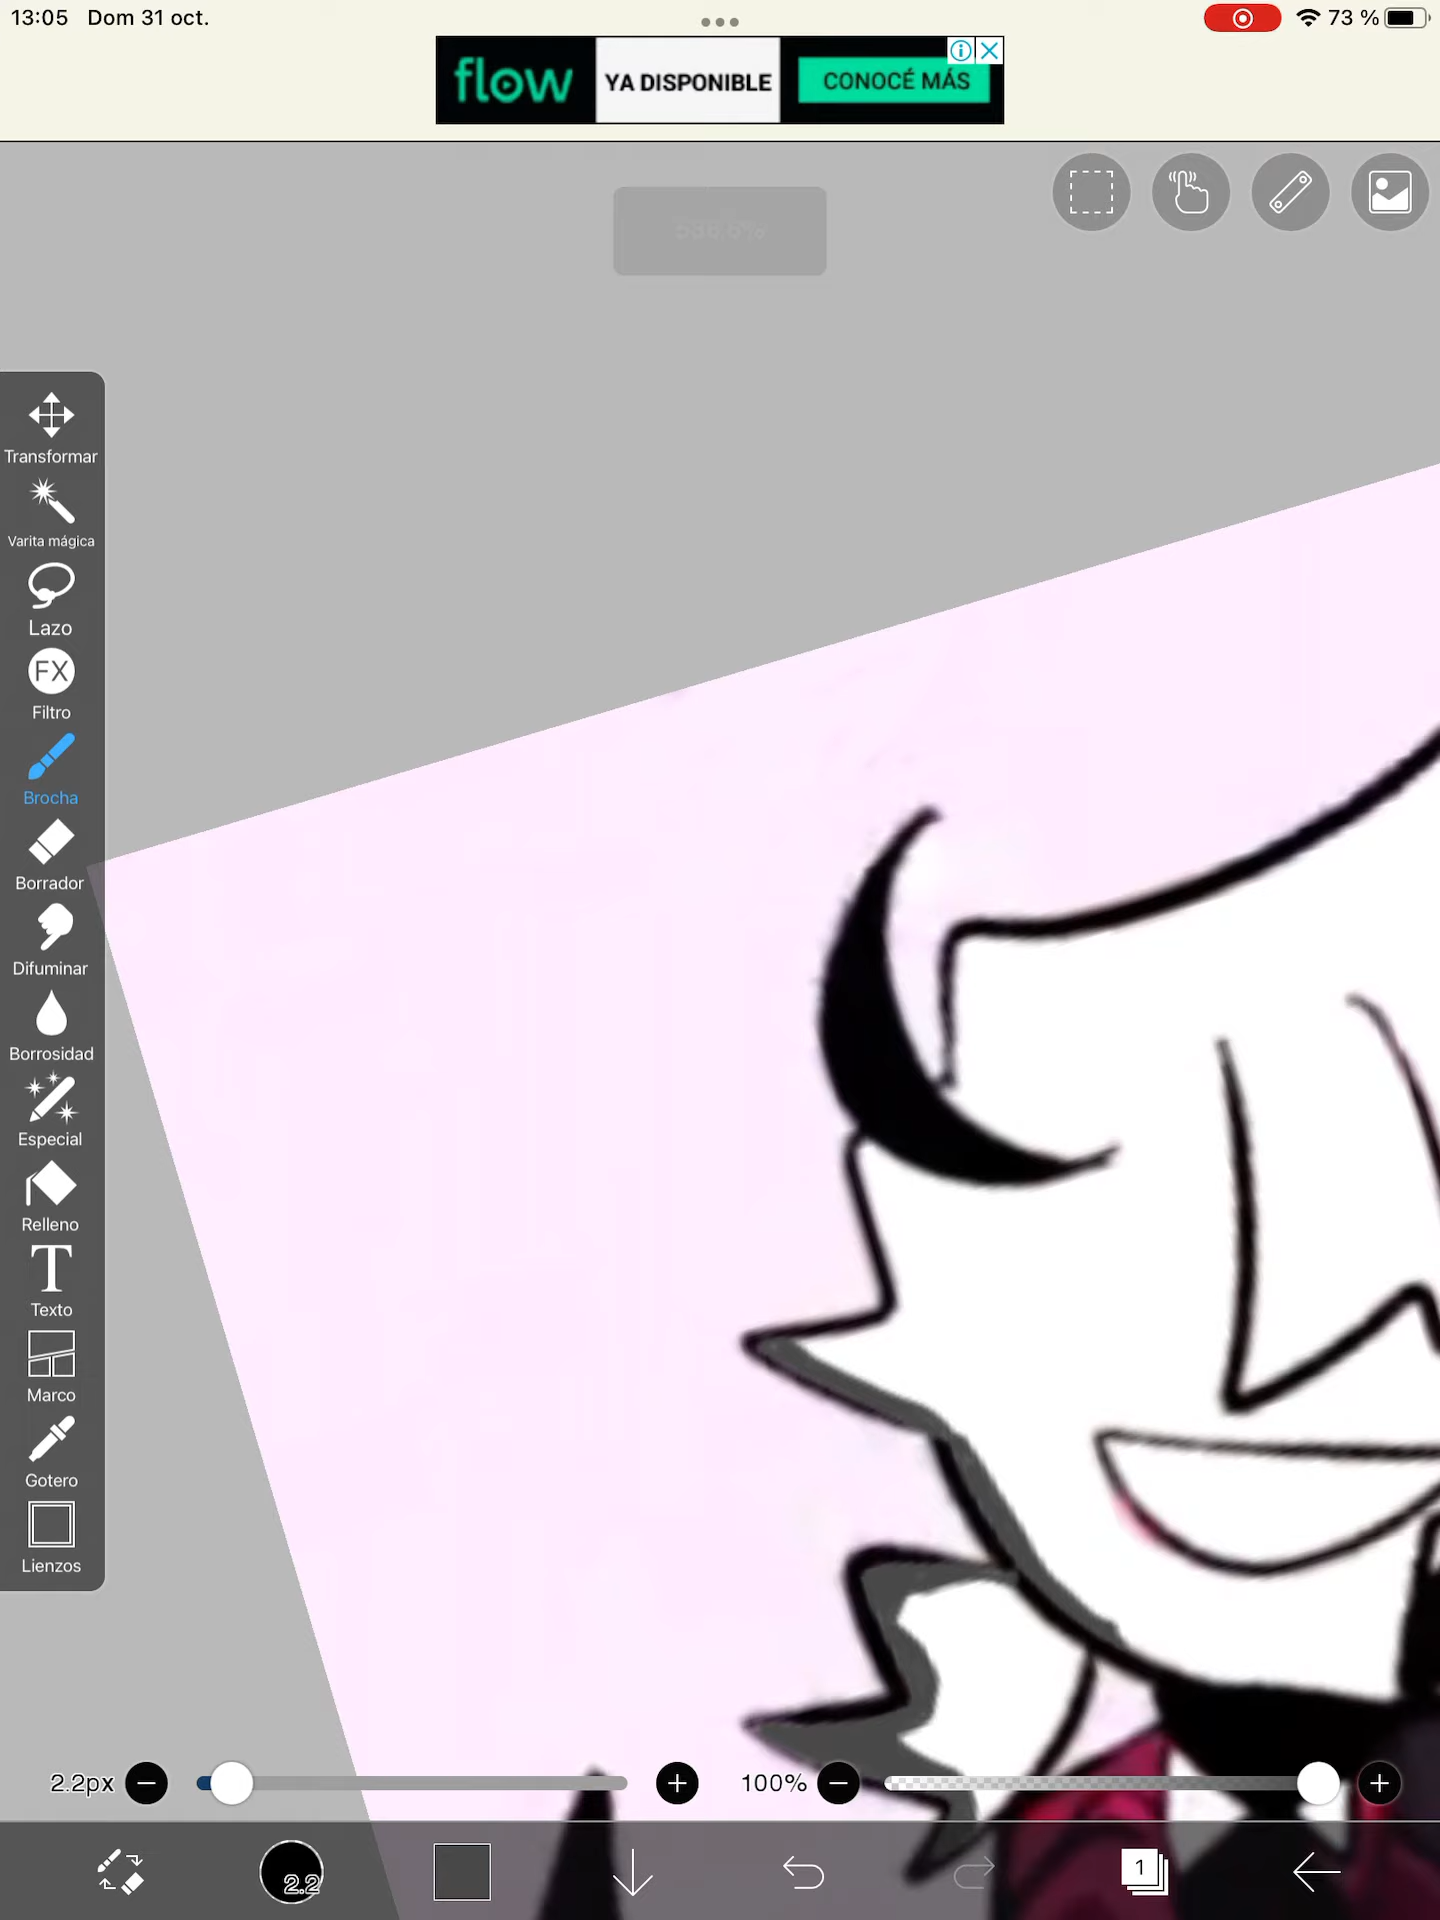 13:05 Dom 31 oct.
73 %
flow
YA DISPONIBLE
CONOCÉ MÁS
Transformar
Varita mágica
Lazo
FX
Filtro
Brocha
Borrador
Difuminar
Borrosidad
Especial
Relleno
T
Texto
Marco
Gotero
Lienzos
2.2px
100%
2.2
1